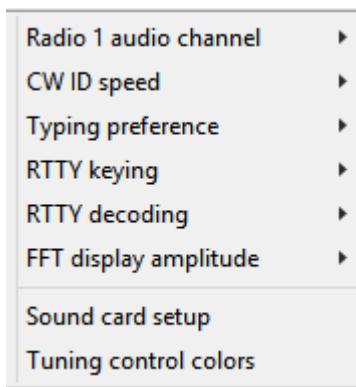 Radio 1 audio channel
CW ID speed
Typing preference
RTTY keying
RTTY decoding
FFT display amplitude
Sound card setup
Tuning control colors